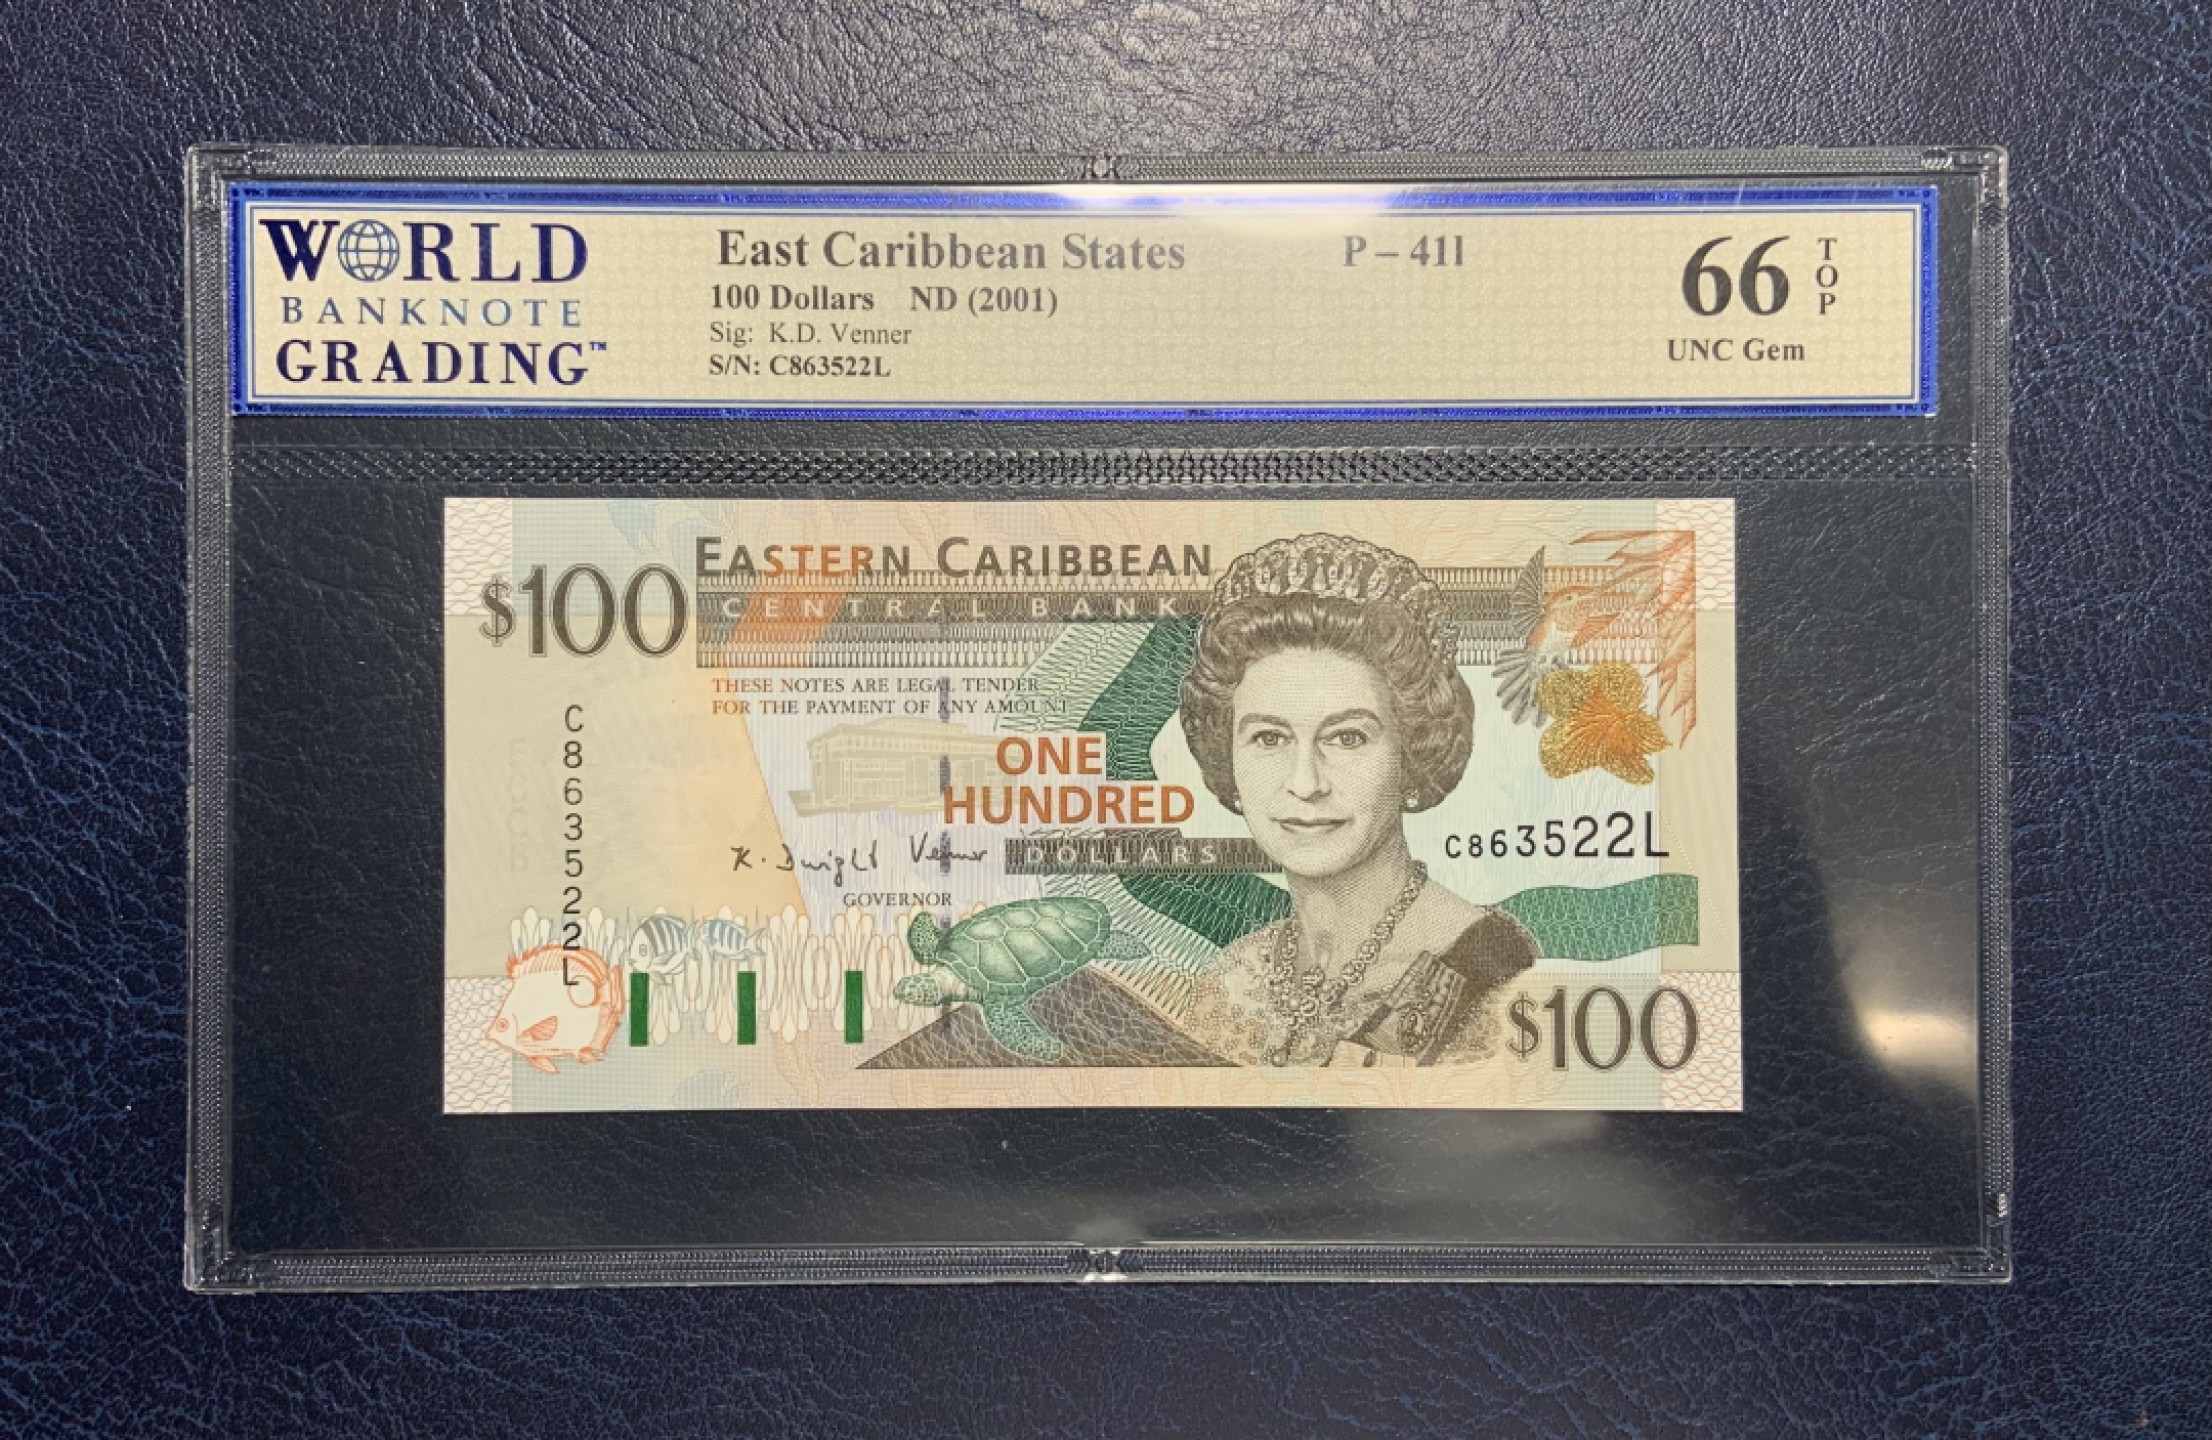 WORLD
BANKNOTE
GRADING™
East Caribbean States P – 41l
100 Dollars ND (2001)
Sig: K.D. Venner
S/N: C863522L
66 TOP
UNC Gem
EASTERN CARIBBEAN
CENTRAL BANK
$100
THESE NOTES ARE LEGAL TENDER
FOR THE PAYMENT OF ANY AMOUNT
ONE
HUNDRED
DOLLARS
K. Dwight Venner
GOVERNOR
C863522L
C863522L
$100